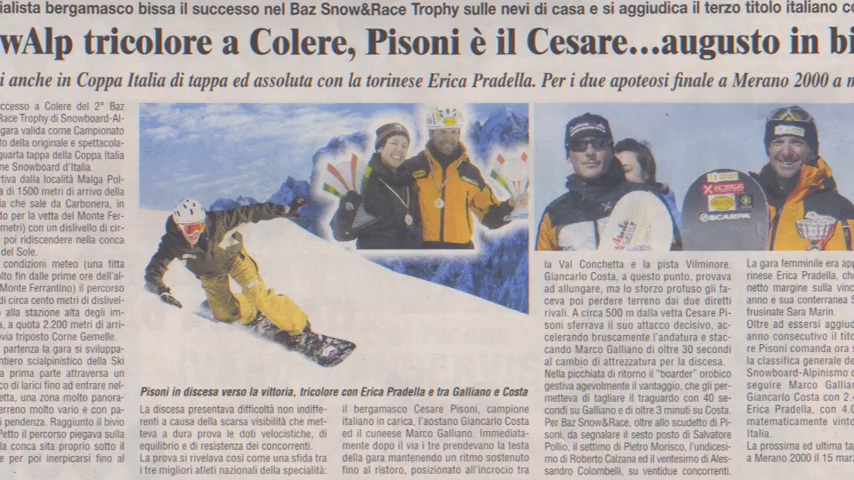 ialista bergamasco bissa il successo nel Baz Snow&Race Trophy sulle nevi di casa e si aggiudica il terzo titolo italiano co
wAlp tricolore a Colere, Pisoni è il Cesare...augusto in bi
i anche in Coppa Italia di tappa ed assoluta con la torinese Erica Pradella. Per i due apoteosi finale a Merano 2000 a m
ccesso a Colere del 2° Baz
Race Trophy di Snowboard-Al-
gara valida come Campionato
to della originale e spettacola-
quarta tappa della Coppa Italia
ne Snowboard d'Italia.
rtiva dalla località Malga Pol-
a di 1500 metri di arrivo della
ia che sale da Carbonera, in
do per la vetta del Monte Fer-
metri) con un dislivello di cir-
poi ridiscendere nella conca
del Sole.
condizioni meteo (una fitta
olto fin dalle prime ore dell'al-
Monte Ferrantino) il percorso
di circa cento metri di dislivel-
alla stazione alta degli im-
a, a quota 2.200 metri di arri-
ovia triposto Corne Gemelle.
partenza la gara si sviluppa-
ntiero scialpinistico della Ski
a prima parte attraversa un
co di larici fino ad entrare nel-
etta, una zona molto panora-
erreno molto vario e con pa-
i pendenza. Raggiunto il bivio
Petto il percorso piegava sulla
la conca sita proprio sotto il
e per poi inerpicarsi fino al
Pisoni in discesa verso la vittoria, tricolore con Erica Pradella e tra Galliano e Costa
La discesa presentava difficoltà non indiffe-
renti a causa della scarsa visibilità che met-
teva a dura prova le doti velocistiche, di
equilibrio e di resistenza dei concorrenti.
La prova si rivelava così come una sfida tra
i tre migliori atleti nazionali della specialità:
il bergamasco Cesare Pisoni, campione
italiano in carica, l'aostano Giancarlo Costa
ed il cuneese Marco Galliano. Immediata-
mente dopo il via i tre prendevano la testa
della gara mantenendo un ritmo sostenuto
fino al ristoro, posizionato all'incrocio tra
SCARPA
la Val Conchetta e la pista Vilminore.
Giancarlo Costa, a questo punto, provava
ad allungare, ma lo sforzo profuso gli fa-
ceva poi perdere terreno dai due diretti
rivali. A circa 500 m dalla vetta Cesare Pi-
soni sferrava il suo attacco decisivo, ac-
celerando bruscamente l'andatura e stac-
cando Marco Galliano di oltre 30 secondi
al cambio di attrezzatura per la discesa.
Nella picchiata di ritorno il "boarder" orobico
gestiva agevolmente il vantaggio, che gli per-
metteva di tagliare il traguardo con 40 se-
condi su Galliano e di oltre 3 minuti su Costa.
Per Baz Snow&Race, oltre allo scudetto di Pi-
soni, da segnalare il sesto posto di Salvatore
Pollio, il settimo di Pietro Morisco, l'undicesi-
mo di Roberto Calzana ed il ventesimo di Ales-
sandro Colombelli, su ventidue concorrenti.
La gara femminile era app
rinese Erica Pradella, che
netto margine sulla vinc
anno e sua conterranea S
frusinate Sara Marin.
Oltre ad essersi aggiud
anno consecutivo il tito
re Pisoni comanda ora s
la classifica generale de
Snowboard-Alpinismo d
seguire Marco Gallian
Giancarlo Costa con 2.
Erica Pradella, con 4.0
matematicamente vinto
Italia.
La prossima ed ultima tap
a Merano 2000 il 15 marz